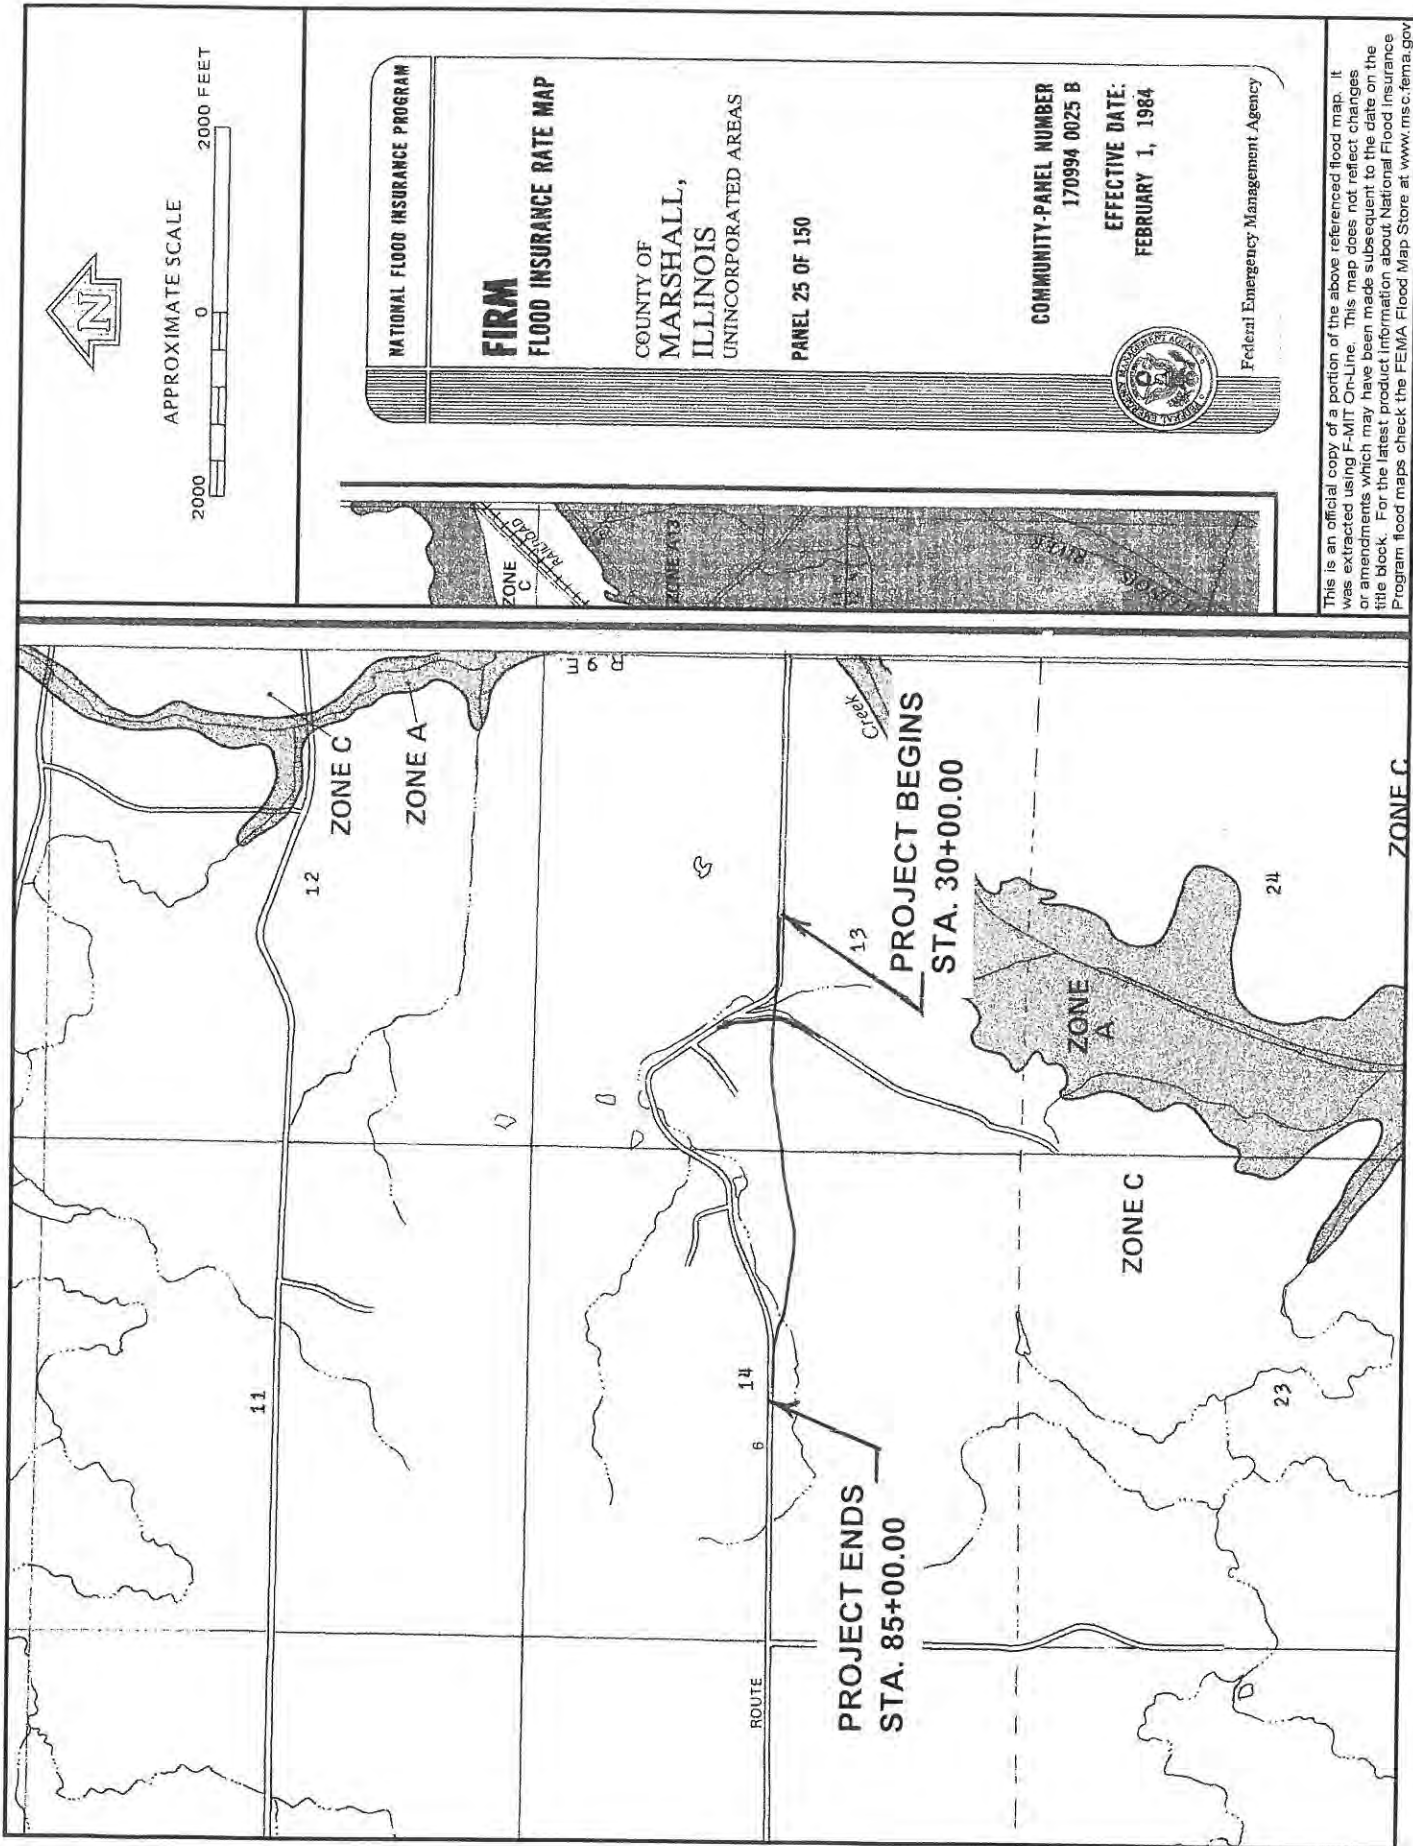 APPROXIMATE SCALE
2000
0
2000 FEET
N
NATIONAL FLOOD INSURANCE PROGRAM
FIRM
FLOOD INSURANCE RATE MAP
COUNTY OF
MARSHALL,
ILLINOIS
UNINCORPORATED AREAS
PANEL 25 OF 150
COMMUNITY-PANEL NUMBER
170994 0025 B
EFFECTIVE DATE:
FEBRUARY 1, 1984
Federal Emergency Management Agency
This is an official copy of a portion of the above referenced flood map. It
was extracted using F-MIT On-Line. This map does not reflect changes
or amendments which may have been made subsequent to the date on the
title block. For the latest product information about National Flood Insurance
Program flood maps check the FEMA Flood Map Store at www.msc.fema.gov
ZONE
C
RAILROAD
ZONE A13
RIVER
R. 9 E.
ZONE C
ZONE A
12
11
Creek
13
PROJECT BEGINS
STA. 30+00.00
14
6
ROUTE
PROJECT ENDS
STA. 85+00.00
ZONE
A
24
ZONE C
ZONE C
23